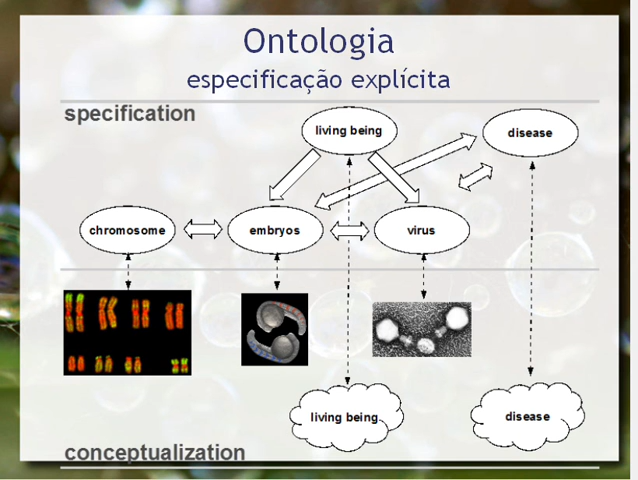 Ontologia
especificação explícita
specification
living being
disease
chromosome
embryos
virus
living being
disease
conceptualization